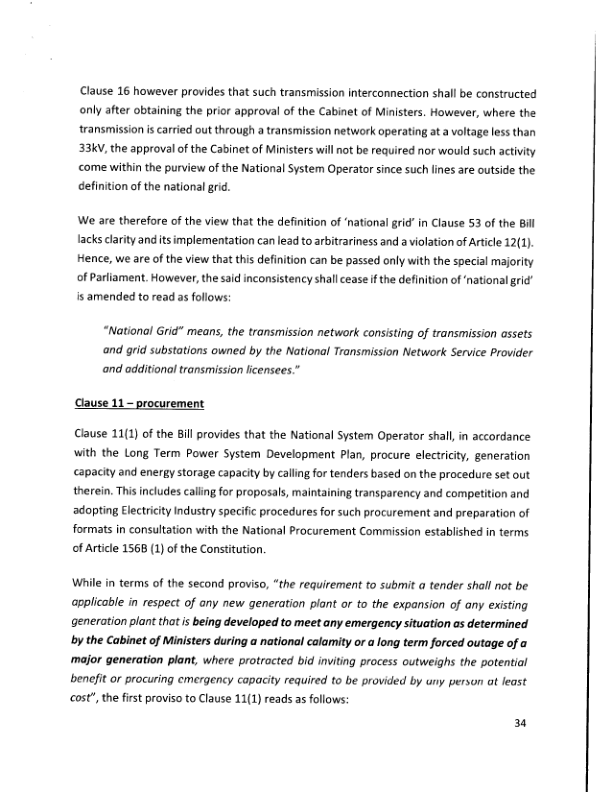 Clause 16 however provides that such transmission interconnection shall be constructed
only after obtaining the prior approval of the Cabinet of Ministers. However, where the
transmission is carried out through a transmission network operating at a voltage less than
33kV, the approval of the Cabinet of Ministers will not be required nor would such activity
come within the purview of the National System Operator since such lines are outside the
definition of the national grid.
We are therefore of the view that the definition of 'national grid' in Clause 53 of the Bill
lacks clarity and its implementation can lead to arbitrariness and a violation of Article 12(1).
Hence, we are of the view that this definition can be passed only with the special majority
of Parliament. However, the said inconsistency shall cease if the definition of 'national grid'
is amended to read as follows:
"National Grid" means, the transmission network consisting of transmission assets
and grid substations owned by the National Transmission Network Service Provider
and additional transmission licensees."
Clause 11 – procurement
Clause 11(1) of the Bill provides that the National System Operator shall, in accordance
with the Long Term Power System Development Plan, procure electricity, generation
capacity and energy storage capacity by calling for tenders based on the procedure set out
therein. This includes calling for proposals, maintaining transparency and competition and
adopting Electricity Industry specific procedures for such procurement and preparation of
formats in consultation with the National Procurement Commission established in terms
of Article 156B (1) of the Constitution.
While in terms of the second proviso, "the requirement to submit a tender shall not be
applicable in respect of any new generation plant or to the expansion of any existing
generation plant that is being developed to meet any emergency situation as determined
by the Cabinet of Ministers during a national calamity or a long term forced outage of a
major generation plant, where protracted bid inviting process outweighs the potential
benefit or procuring emergency capacity required to be provided by any person at least
cost", the first proviso to Clause 11(1) reads as follows:
34